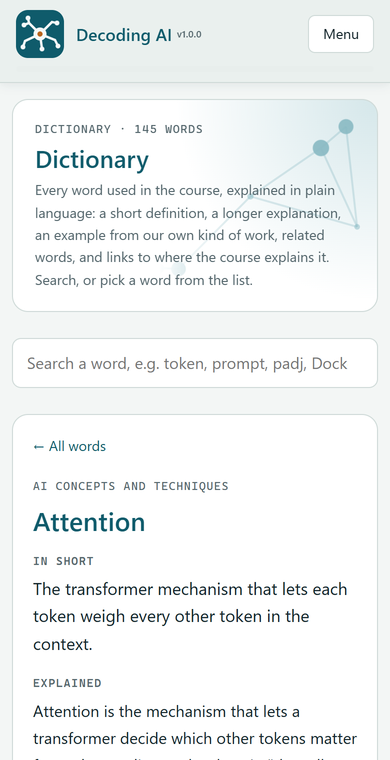 Decoding AI v1.0.0
Menu
DICTIONARY · 145 WORDS
Dictionary
Every word used in the course, explained in plain
language: a short definition, a longer explanation,
an example from our own kind of work, related
words, and links to where the course explains it.
Search, or pick a word from the list.
Search a word, e.g. token, prompt, padj, Dock
← All words
AI CONCEPTS AND TECHNIQUES
Attention
IN SHORT
The transformer mechanism that lets each
token weigh every other token in the
context.
EXPLAINED
Attention is the mechanism that lets a
transformer decide which other tokens matter